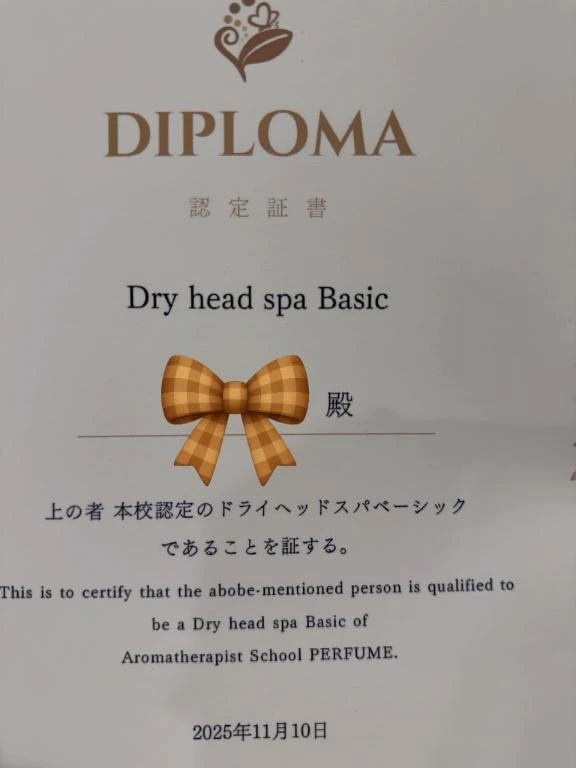 DIPLOMA
認定証書
Dry head spa Basic
殿
上の者 本校認定のドライヘッドスパベーシック
であることを証する。
This is to certify that the abobe-mentioned person is qualified to
be a Dry head spa Basic of
Aromatherapist School PERFUME.
2025年11月10日